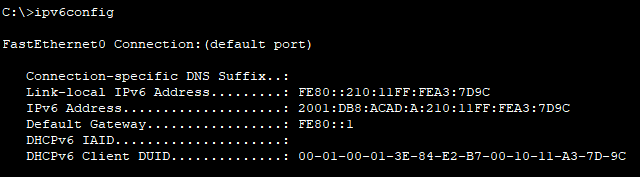 C:\>ipv6config
FastEthernet0 Connection:(default port)
Connection-specific DNS Suffix..:
Link-local IPv6 Address.........: FE80::210:11FF:FEA3:7D9C
IPv6 Address....................: 2001:DB8:ACAD:A:210:11FF:FEA3:7D9C
Default Gateway.................: FE80::1
DHCPv6 IAID.....................:
DHCPv6 Client DUID..............: 00-01-00-01-3E-84-E2-B7-00-10-11-A3-7D-9C